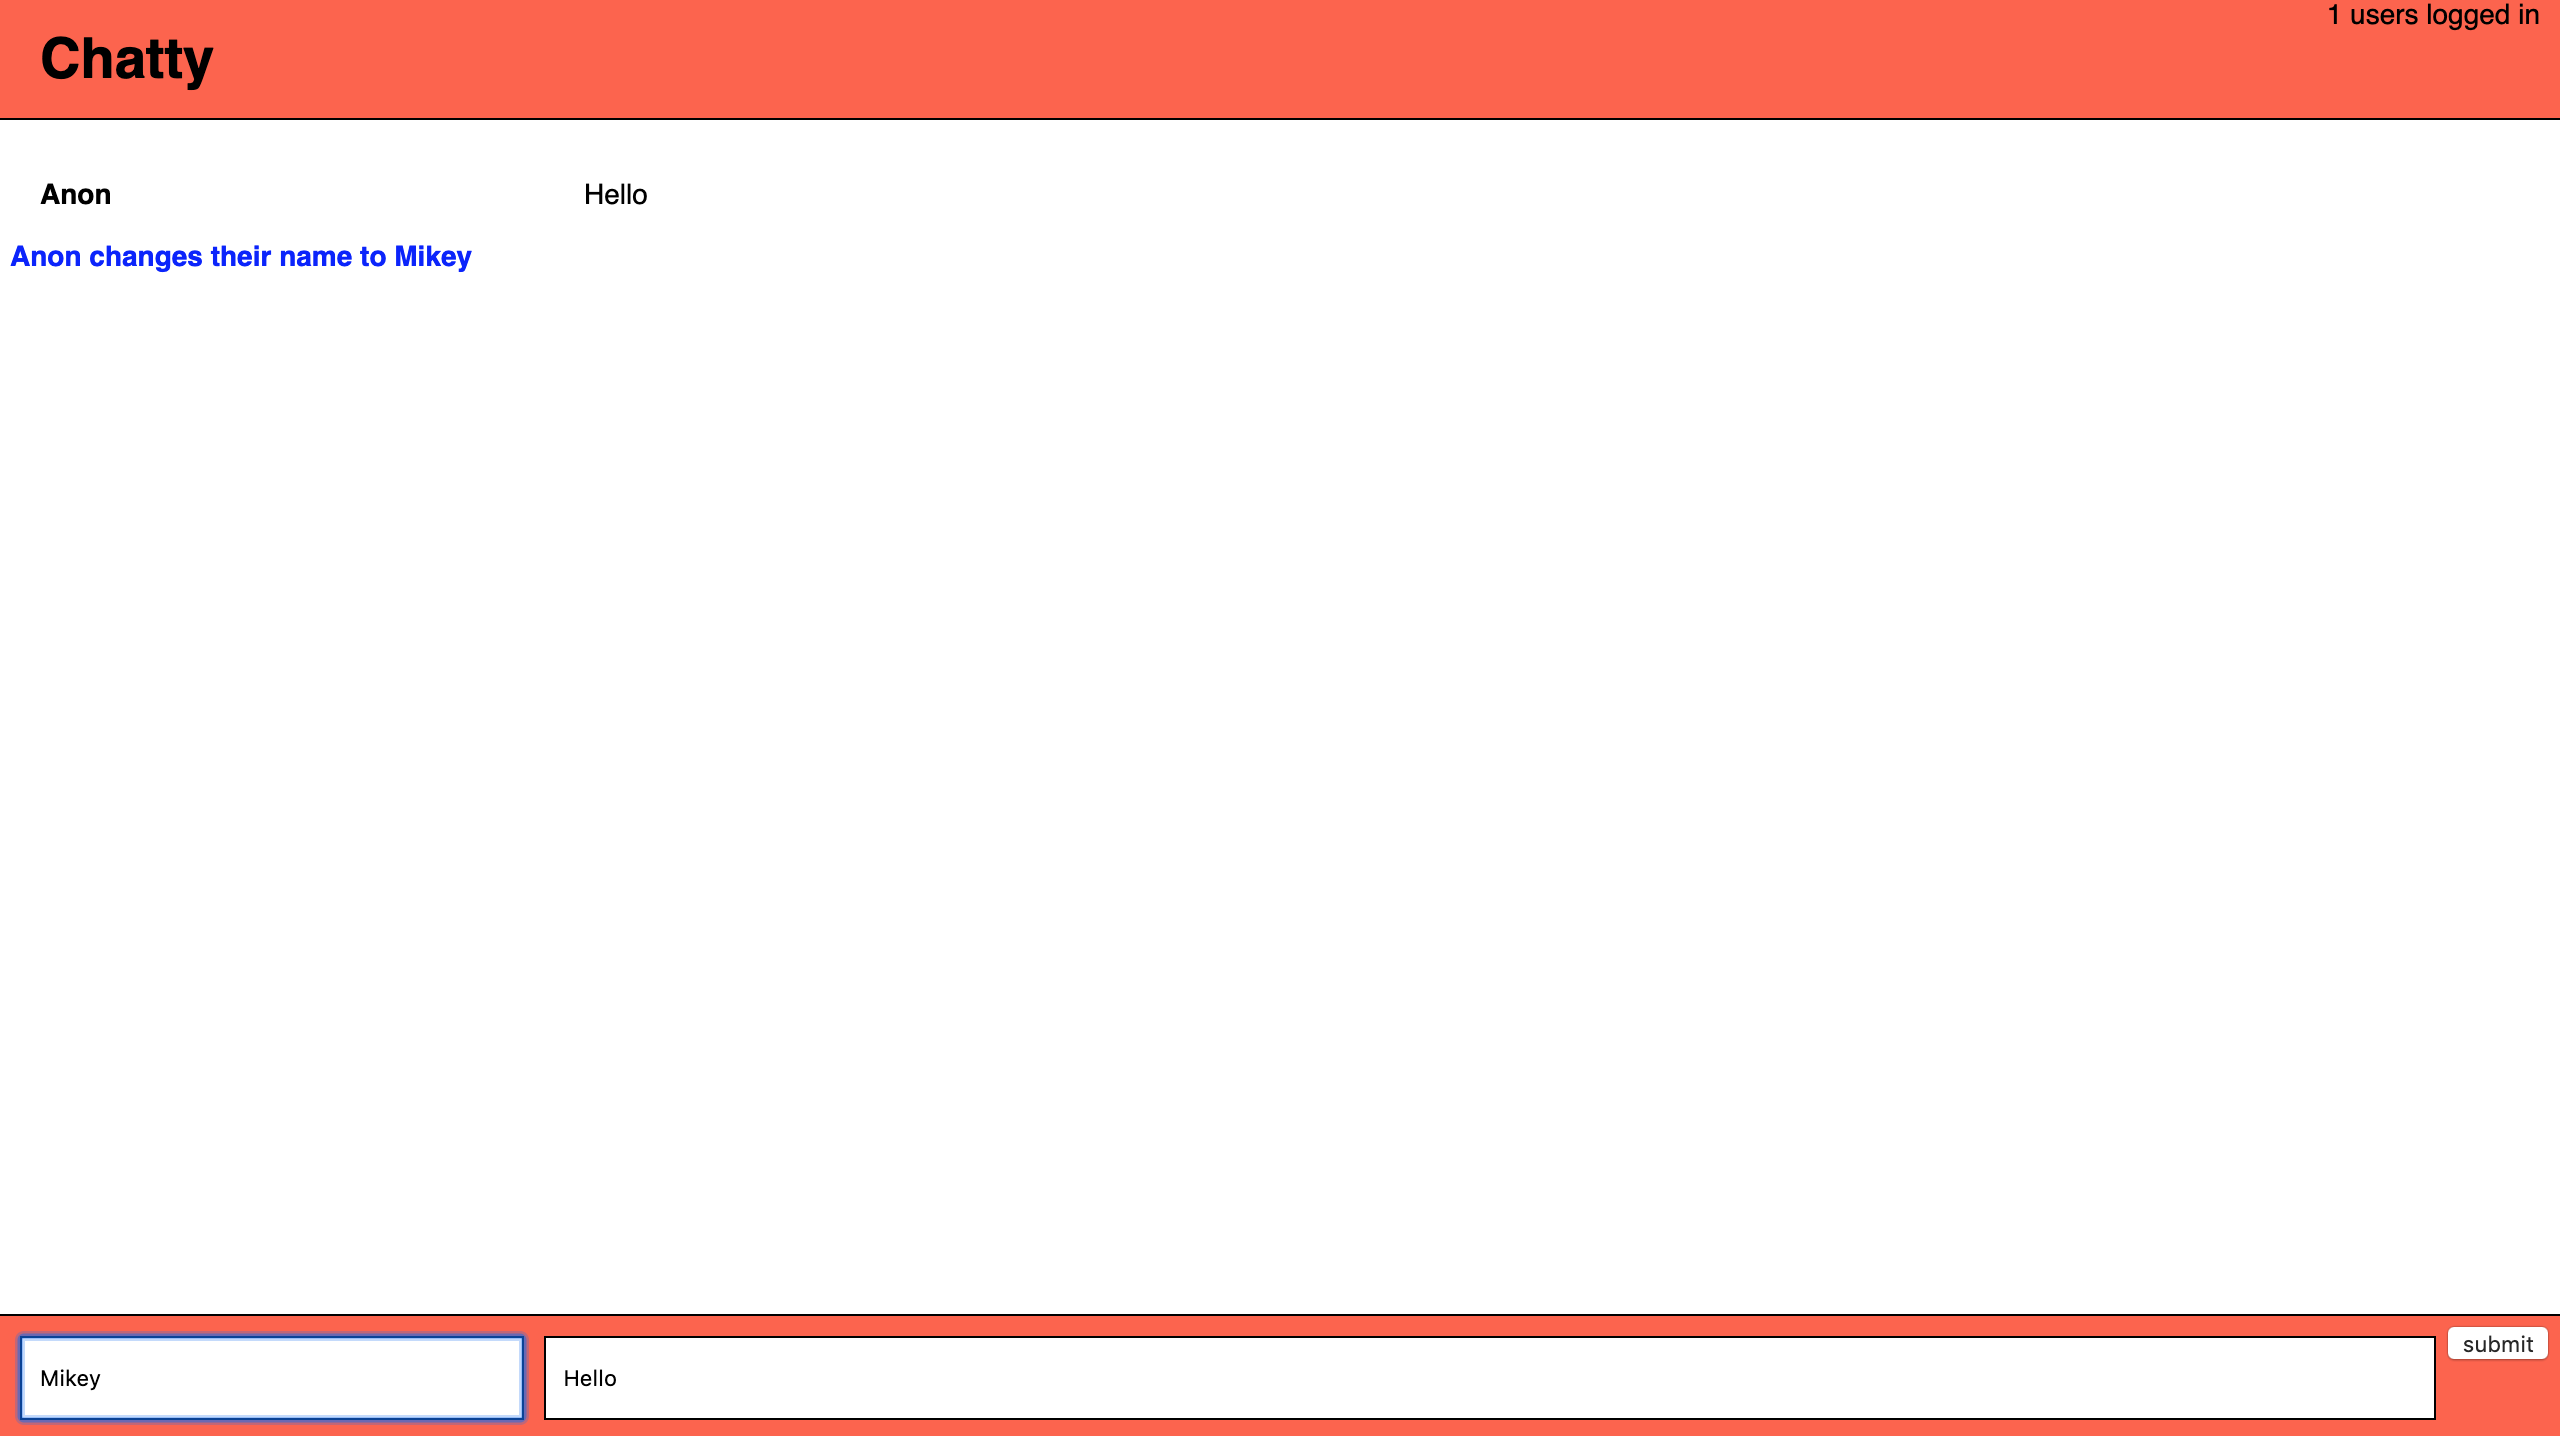 1 users logged in
Chatty
Anon Hello
Anon changes their name to Mikey
Mikey Hello submit